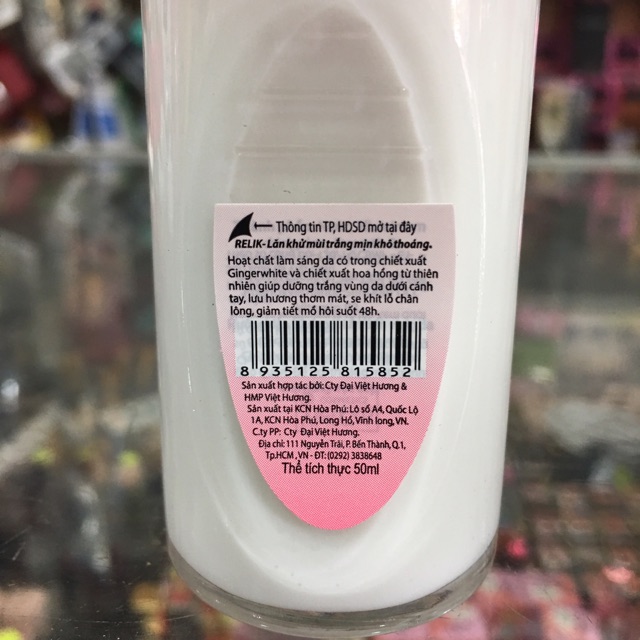 Thông tin TP, HDSD mở tại đây
RELIK- Lăn khử mùi trắng mịn khô thoáng.
Hoạt chất làm sáng da có trong chiết xuất
Gingerwhite và chiết xuất hoa hồng từ thiên
nhiên giúp dưỡng trắng vùng da dưới cánh
tay, lưu hương thơm mát, se khít lỗ chân
lông, giảm tiết mồ hôi suốt 48h.
8 935125 815852
Sản xuất hợp tác bởi: Cty Đại Việt Hương &
HMP Việt Hương.
Sản xuất tại KCN Hòa Phú: Lô số A4, Quốc Lộ
1A, KCN Hòa Phú, Long Hồ, Vĩnh long, VN.
C.ty PP: Cty Đại Việt Hương.
Địa chỉ: 111 Nguyễn Trãi, P. Bến Thành, Q.1,
Tp.HCM , VN - ĐT: (0292) 3838648
Thể tích thực 50ml